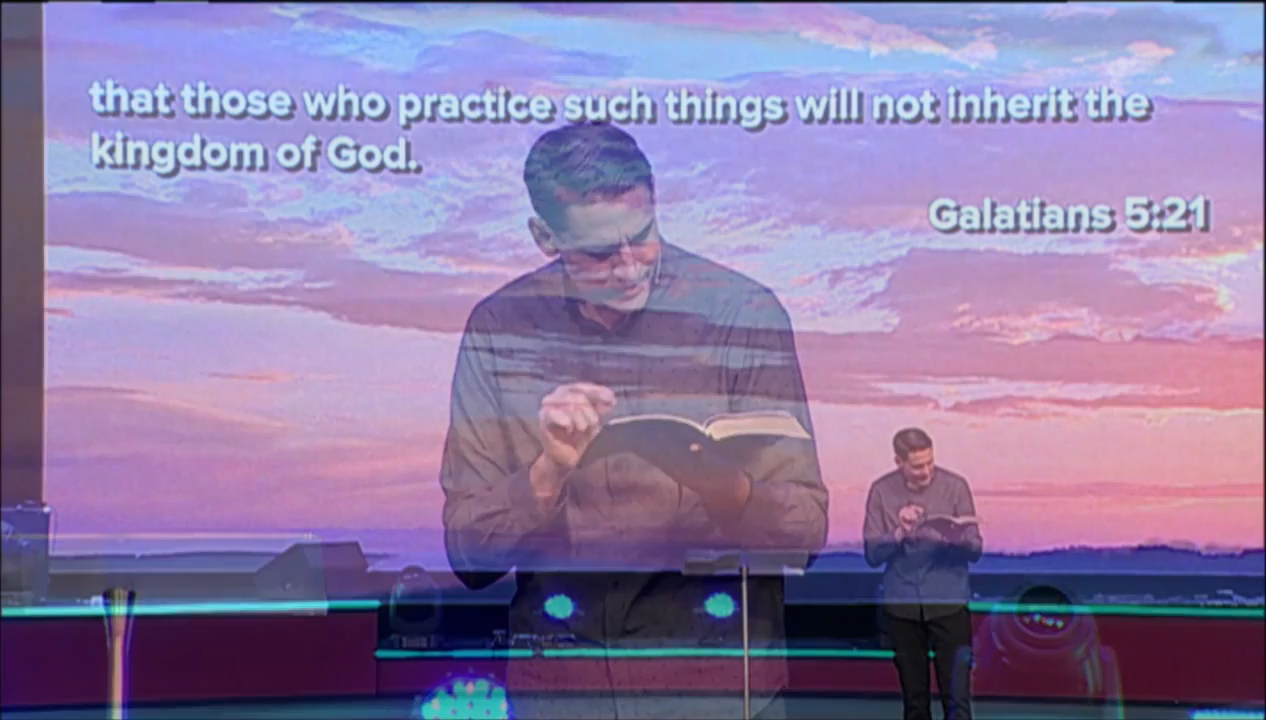 that those who practice such things will not inherit the
kingdom of God.
Galatians 5:21